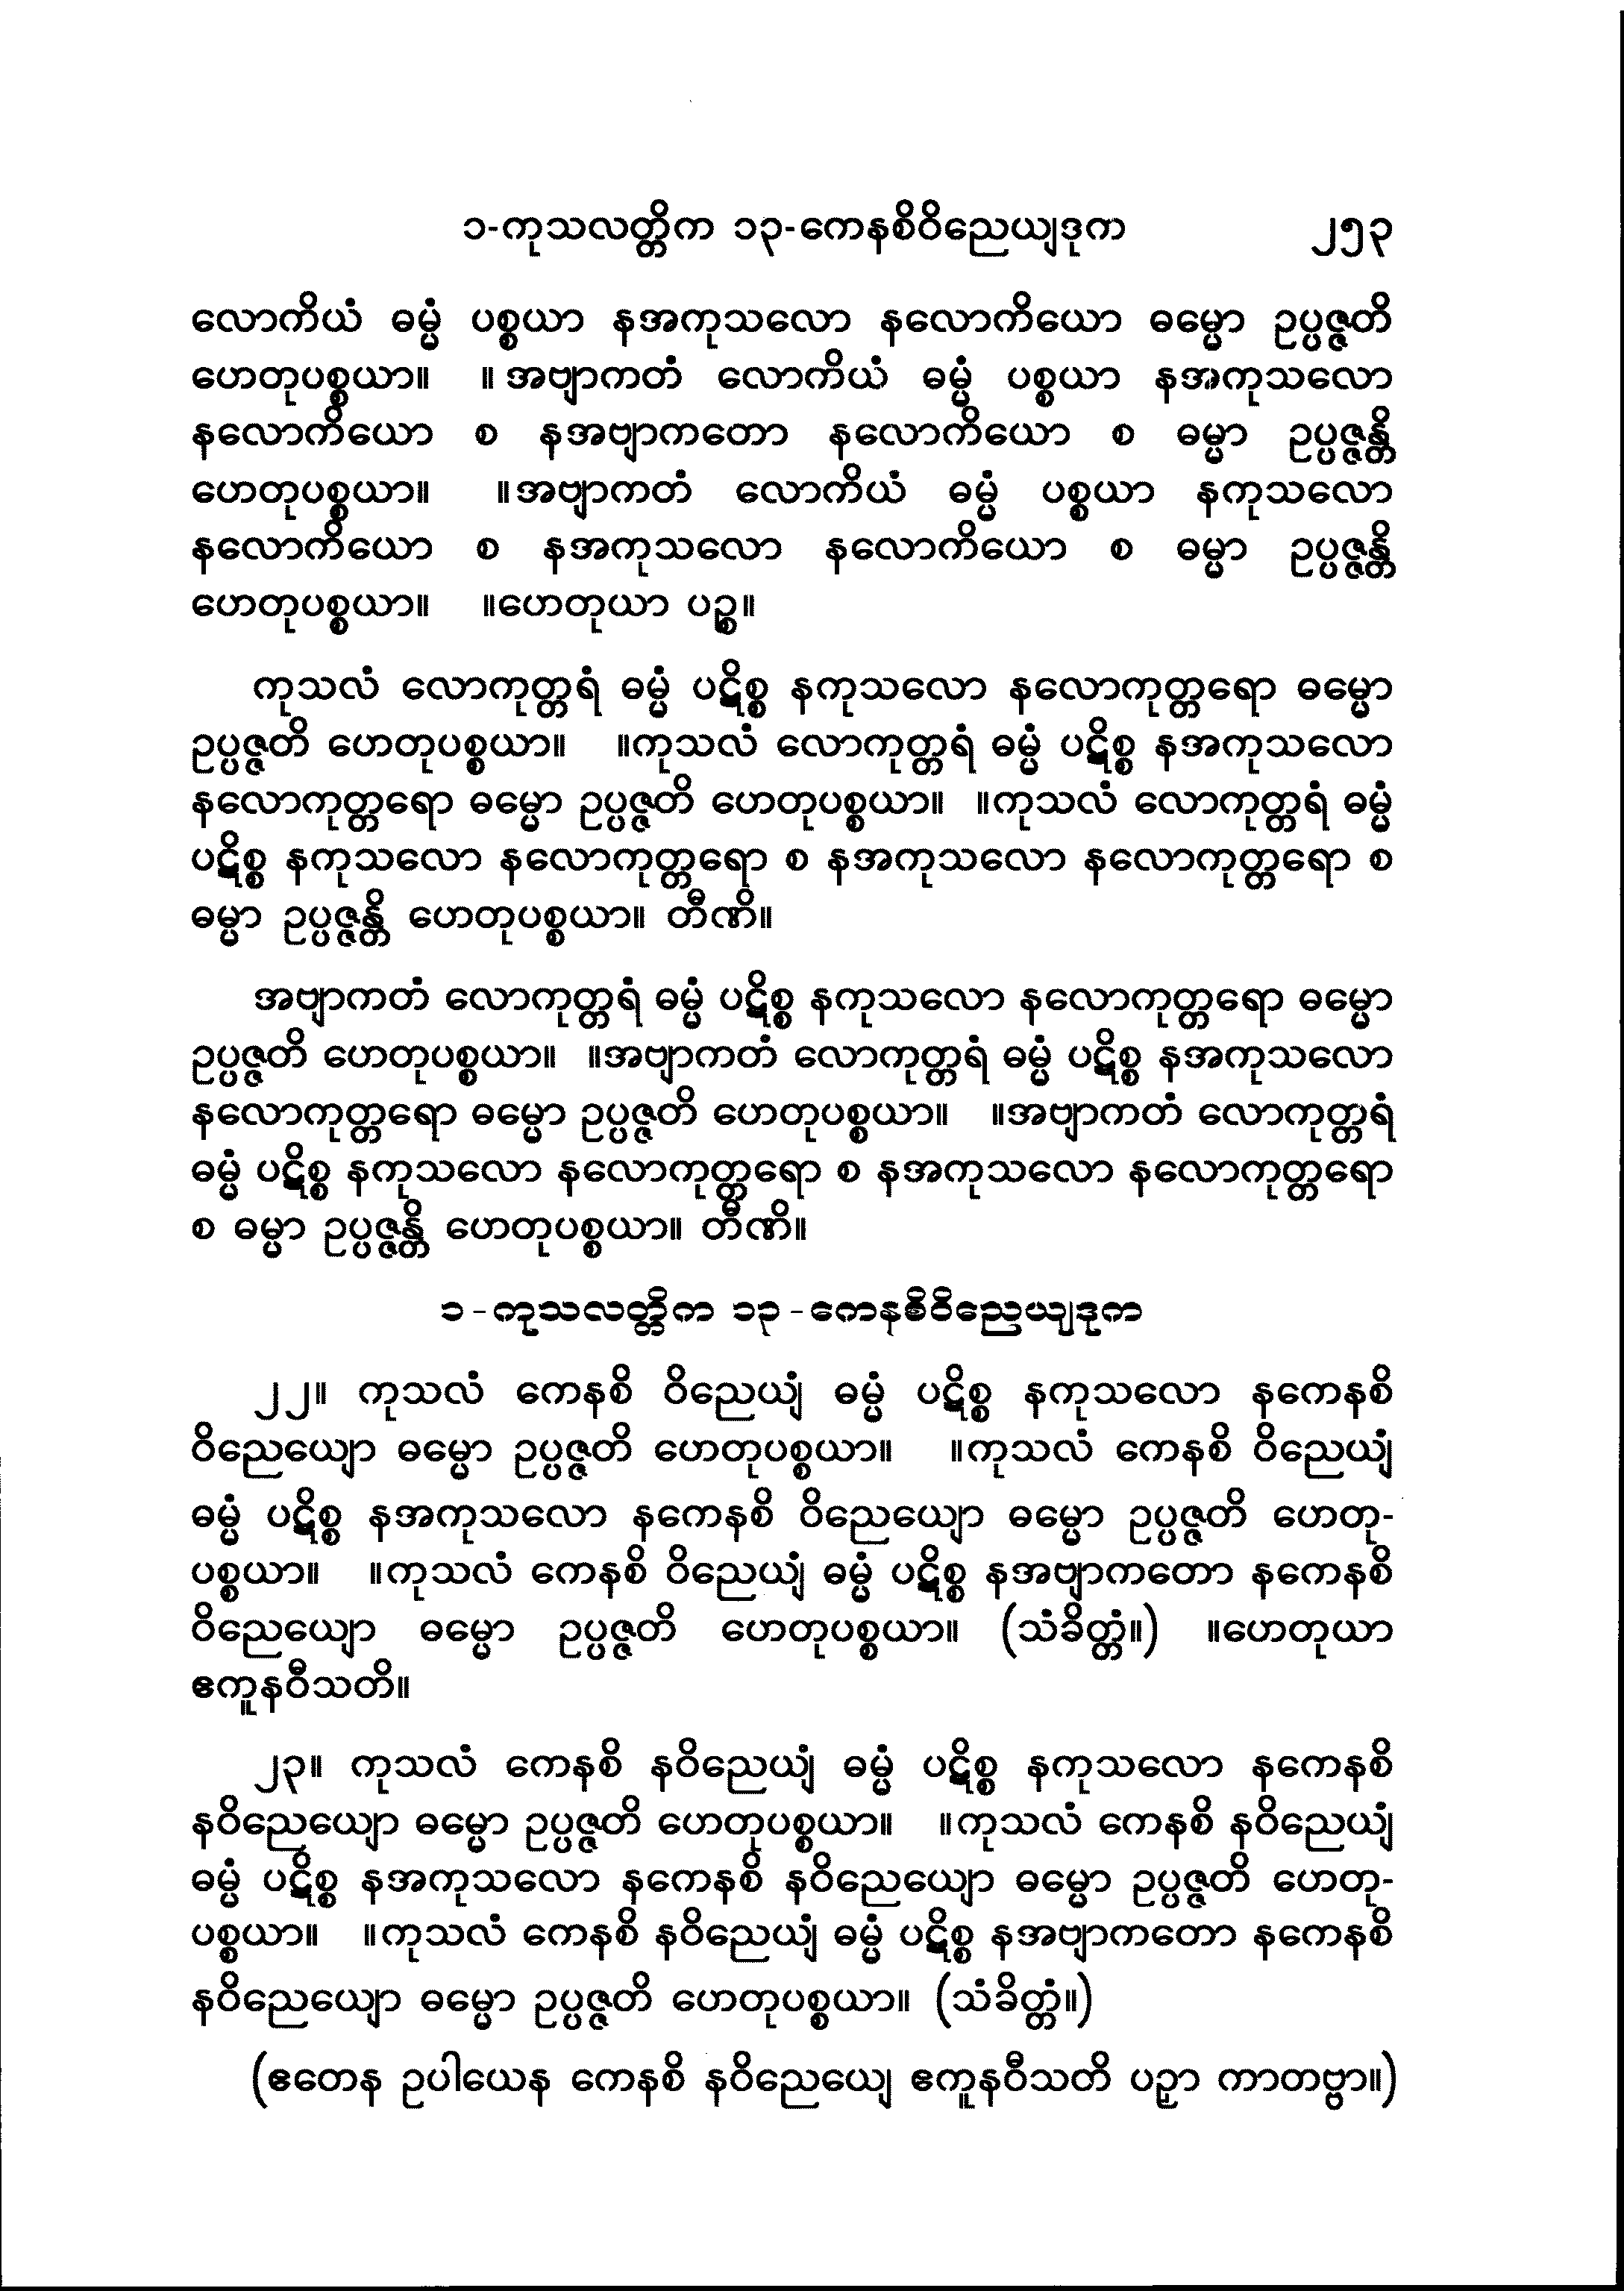 ၁-ကုသလတ္တိက ၁၃-ကေနစိဝိညေယျဒုက ၂၅၃
လောကိယံ ဓမ္မံ ပစ္စယာ နအကုသလော နလောကိယော ဓမ္မော ဥပ္ပဇ္ဇတိ
ဟေတုပစ္စယာ။ ။အဗျာကတံ လောကိယံ ဓမ္မံ ပစ္စယာ နအကုသလော
နလောကိယော စ နအဗျာကတော နလောကိယော စ ဓမ္မာ ဥပ္ပဇ္ဇန္တိ
ဟေတုပစ္စယာ။ ။အဗျာကတံ လောကိယံ ဓမ္မံ ပစ္စယာ နကုသလော
နလောကိယော စ နအကုသလော နလောကိယော စ ဓမ္မာ ဥပ္ပဇ္ဇန္တိ
ဟေတုပစ္စယာ။ ။ဟေတုယာ ပဉ္စ။
ကုသလံ လောကုတ္တရံ ဓမ္မံ ပဋိစ္စ နကုသလော နလောကုတ္တရော ဓမ္မော
ဥပ္ပဇ္ဇတိ ဟေတုပစ္စယာ။ ။ကုသလံ လောကုတ္တရံ ဓမ္မံ ပဋိစ္စ နအကုသလော
နလောကုတ္တရော ဓမ္မော ဥပ္ပဇ္ဇတိ ဟေတုပစ္စယာ။ ။ကုသလံ လောကုတ္တရံ ဓမ္မံ
ပဋိစ္စ နကုသလော နလောကုတ္တရော စ နအကုသလော နလောကုတ္တရော စ
ဓမ္မာ ဥပ္ပဇ္ဇန္တိ ဟေတုပစ္စယာ။ တီဏိ။
အဗျာကတံ လောကုတ္တရံ ဓမ္မံ ပဋိစ္စ နကုသလော နလောကုတ္တရော ဓမ္မော
ဥပ္ပဇ္ဇတိ ဟေတုပစ္စယာ။ ။အဗျာကတံ လောကုတ္တရံ ဓမ္မံ ပဋိစ္စ နအကုသလော
နလောကုတ္တရော ဓမ္မော ဥပ္ပဇ္ဇတိ ဟေတုပစ္စယာ။ ။အဗျာကတံ လောကုတ္တရံ
ဓမ္မံ ပဋိစ္စ နကုသလော နလောကုတ္တရော စ နအကုသလော နလောကုတ္တရော
စ ဓမ္မာ ဥပ္ပဇ္ဇန္တိ ဟေတုပစ္စယာ။ တီဏိ။
၁-ကုသလတ္တိက ၁၃-ကေနစိဝိညေယျဒုက
၂၂။ ကုသလံ ကေနစိ ဝိညေယျံ ဓမ္မံ ပဋိစ္စ နကုသလော နကေနစိ
ဝိညေယျော ဓမ္မော ဥပ္ပဇ္ဇတိ ဟေတုပစ္စယာ။ ။ကုသလံ ကေနစိ ဝိညေယျံ
ဓမ္မံ ပဋိစ္စ နအကုသလော နကေနစိ ဝိညေယျော ဓမ္မော ဥပ္ပဇ္ဇတိ ဟေတု-
ပစ္စယာ။ ။ကုသလံ ကေနစိ ဝိညေယျံ ဓမ္မံ ပဋိစ္စ နအဗျာကတော နကေနစိ
ဝိညေယျော ဓမ္မော ဥပ္ပဇ္ဇတိ ဟေတုပစ္စယာ။ (သံခိတ္တံ။) ။ဟေတုယာ
ဧကူနဝီသတိ။
၂၃။ ကုသလံ ကေနစိ နဝိညေယျံ ဓမ္မံ ပဋိစ္စ နကုသလော နကေနစိ
နဝိညေယျော ဓမ္မော ဥပ္ပဇ္ဇတိ ဟေတုပစ္စယာ။ ။ကုသလံ ကေနစိ နဝိညေယျံ
ဓမ္မံ ပဋိစ္စ နအကုသလော နကေနစိ နဝိညေယျော ဓမ္မော ဥပ္ပဇ္ဇတိ ဟေတု-
ပစ္စယာ။ ။ကုသလံ ကေနစိ နဝိညေယျံ ဓမ္မံ ပဋိစ္စ နအဗျာကတော နကေနစိ
နဝိညေယျော ဓမ္မော ဥပ္ပဇ္ဇတိ ဟေတုပစ္စယာ။ (သံခိတ္တံ။)
(ဧတေန ဥပါယေန ကေနစိ နဝိညေယျေ ဧကူနဝီသတိ ပဉှာ ကာတဗ္ဗာ။)